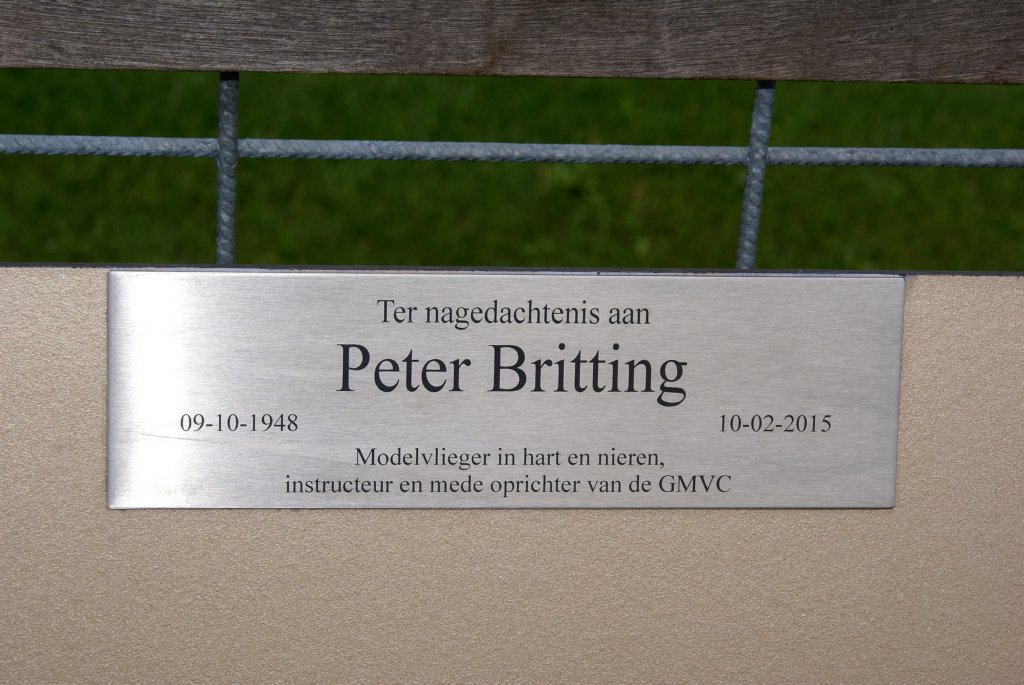 Ter nagedachtenis aan
Peter Britting
09-10-1948 10-02-2015
Modelvlieger in hart en nieren,
instructeur en mede oprichter van de GMVC